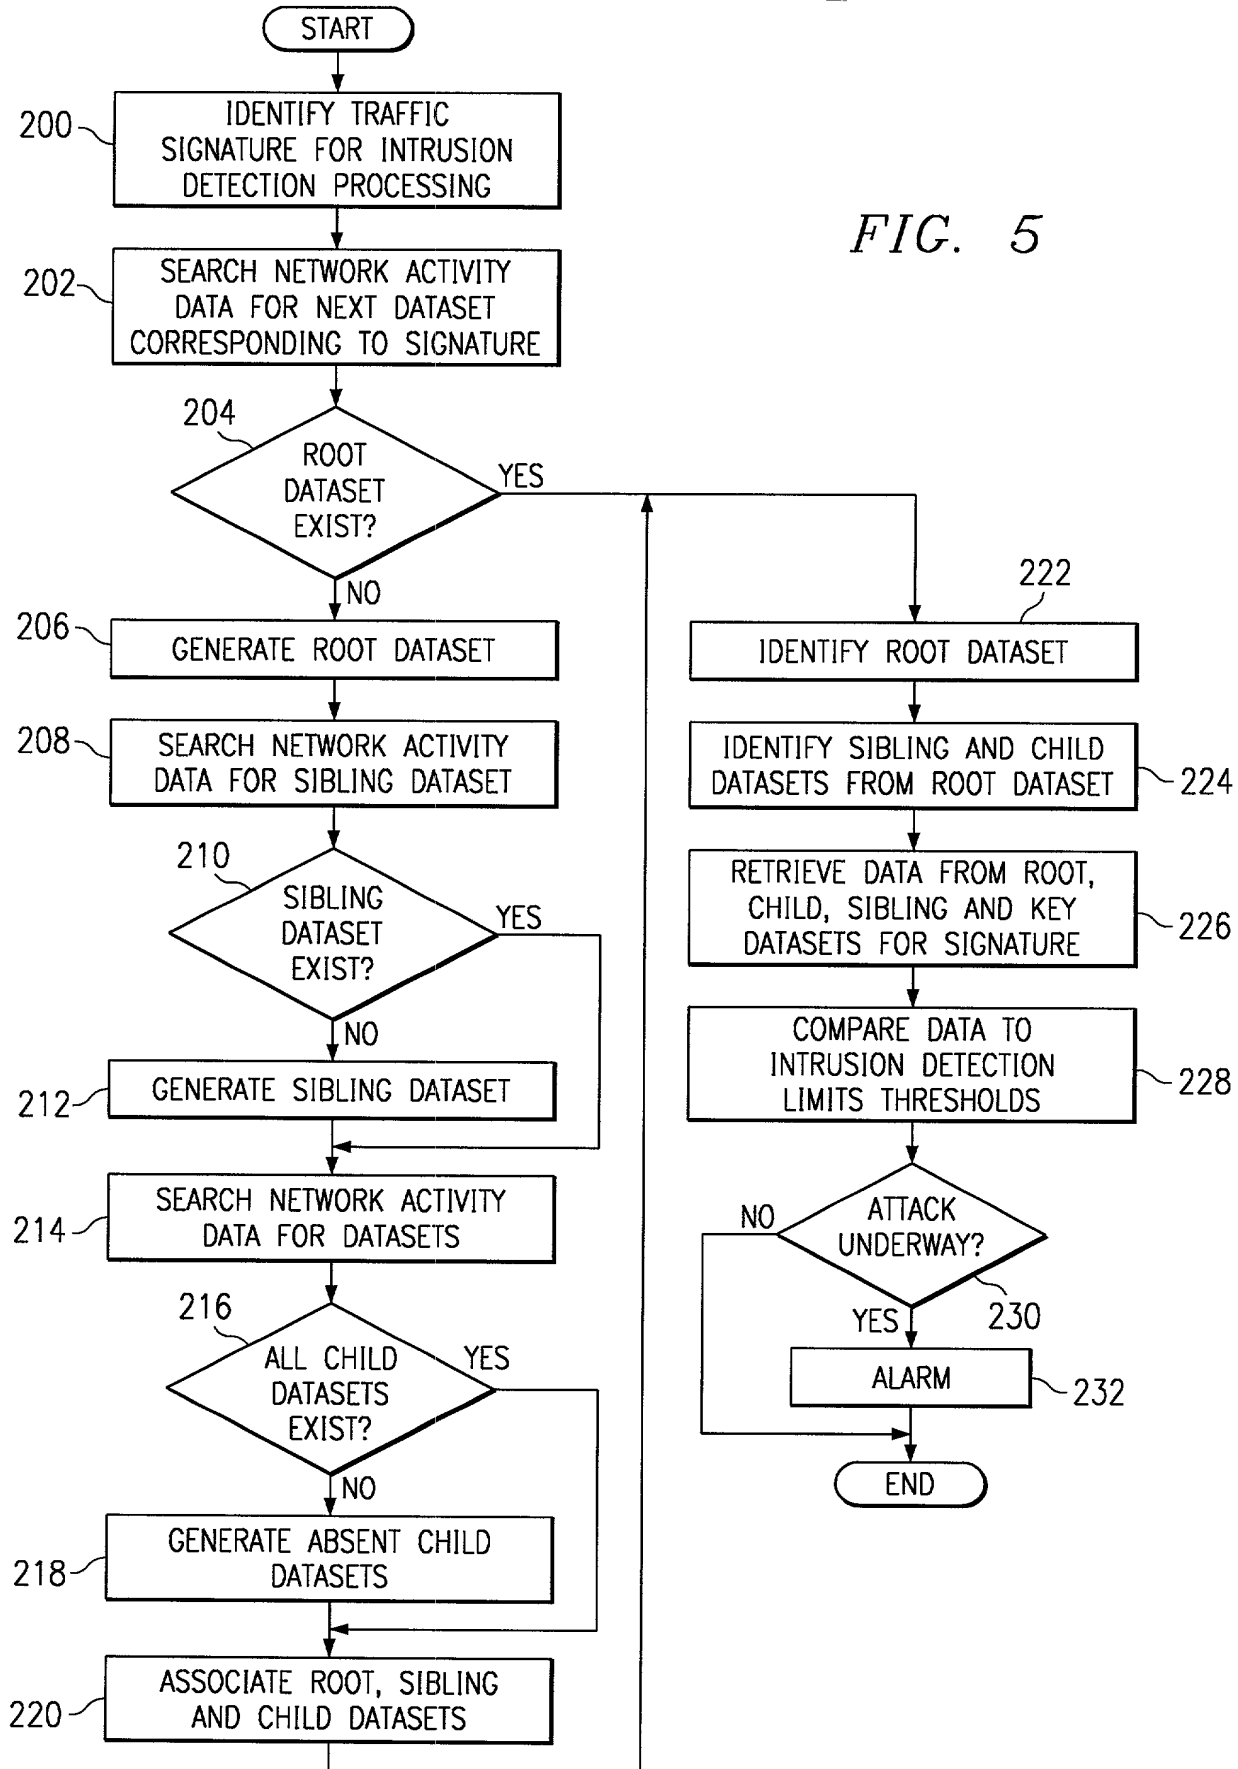 START
200
IDENTIFY TRAFFIC
SIGNATURE FOR INTRUSION
DETECTION PROCESSING
FIG. 5
202
SEARCH NETWORK ACTIVITY
DATA FOR NEXT DATASET
CORRESPONDING TO SIGNATURE
204
ROOT
DATASET
EXIST?
YES
NO
206
GENERATE ROOT DATASET
208
SEARCH NETWORK ACTIVITY
DATA FOR SIBLING DATASET
210
SIBLING
DATASET
EXIST?
YES
NO
212
GENERATE SIBLING DATASET
214
SEARCH NETWORK ACTIVITY
DATA FOR DATASETS
216
ALL CHILD
DATASETS
EXIST?
YES
NO
218
GENERATE ABSENT CHILD
DATASETS
220
ASSOCIATE ROOT, SIBLING
AND CHILD DATASETS
222
IDENTIFY ROOT DATASET
IDENTIFY SIBLING AND CHILD
DATASETS FROM ROOT DATASET
224
RETRIEVE DATA FROM ROOT,
CHILD, SIBLING AND KEY
DATASETS FOR SIGNATURE
226
COMPARE DATA TO
INTRUSION DETECTION
LIMITS THRESHOLDS
228
NO
ATTACK
UNDERWAY?
230
YES
ALARM
232
END